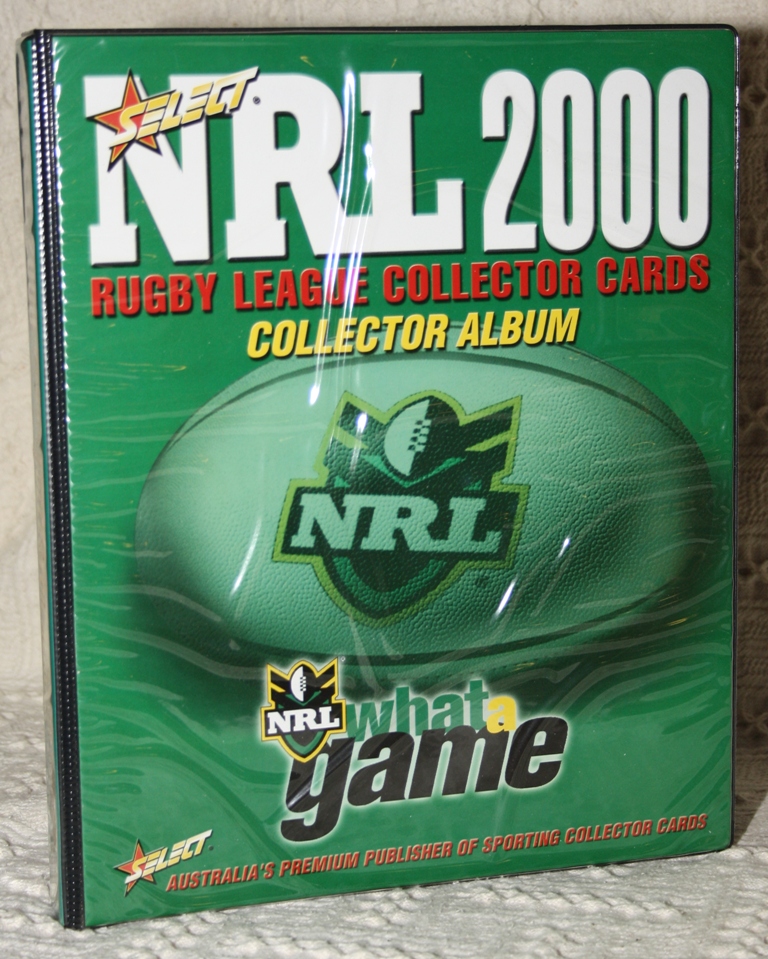 SELECT
NRL 2000
RUGBY LEAGUE COLLECTOR CARDS
COLLECTOR ALBUM
NRL
NRL
what a
game
SELECT
AUSTRALIA'S PREMIUM PUBLISHER OF SPORTING COLLECTOR CARDS